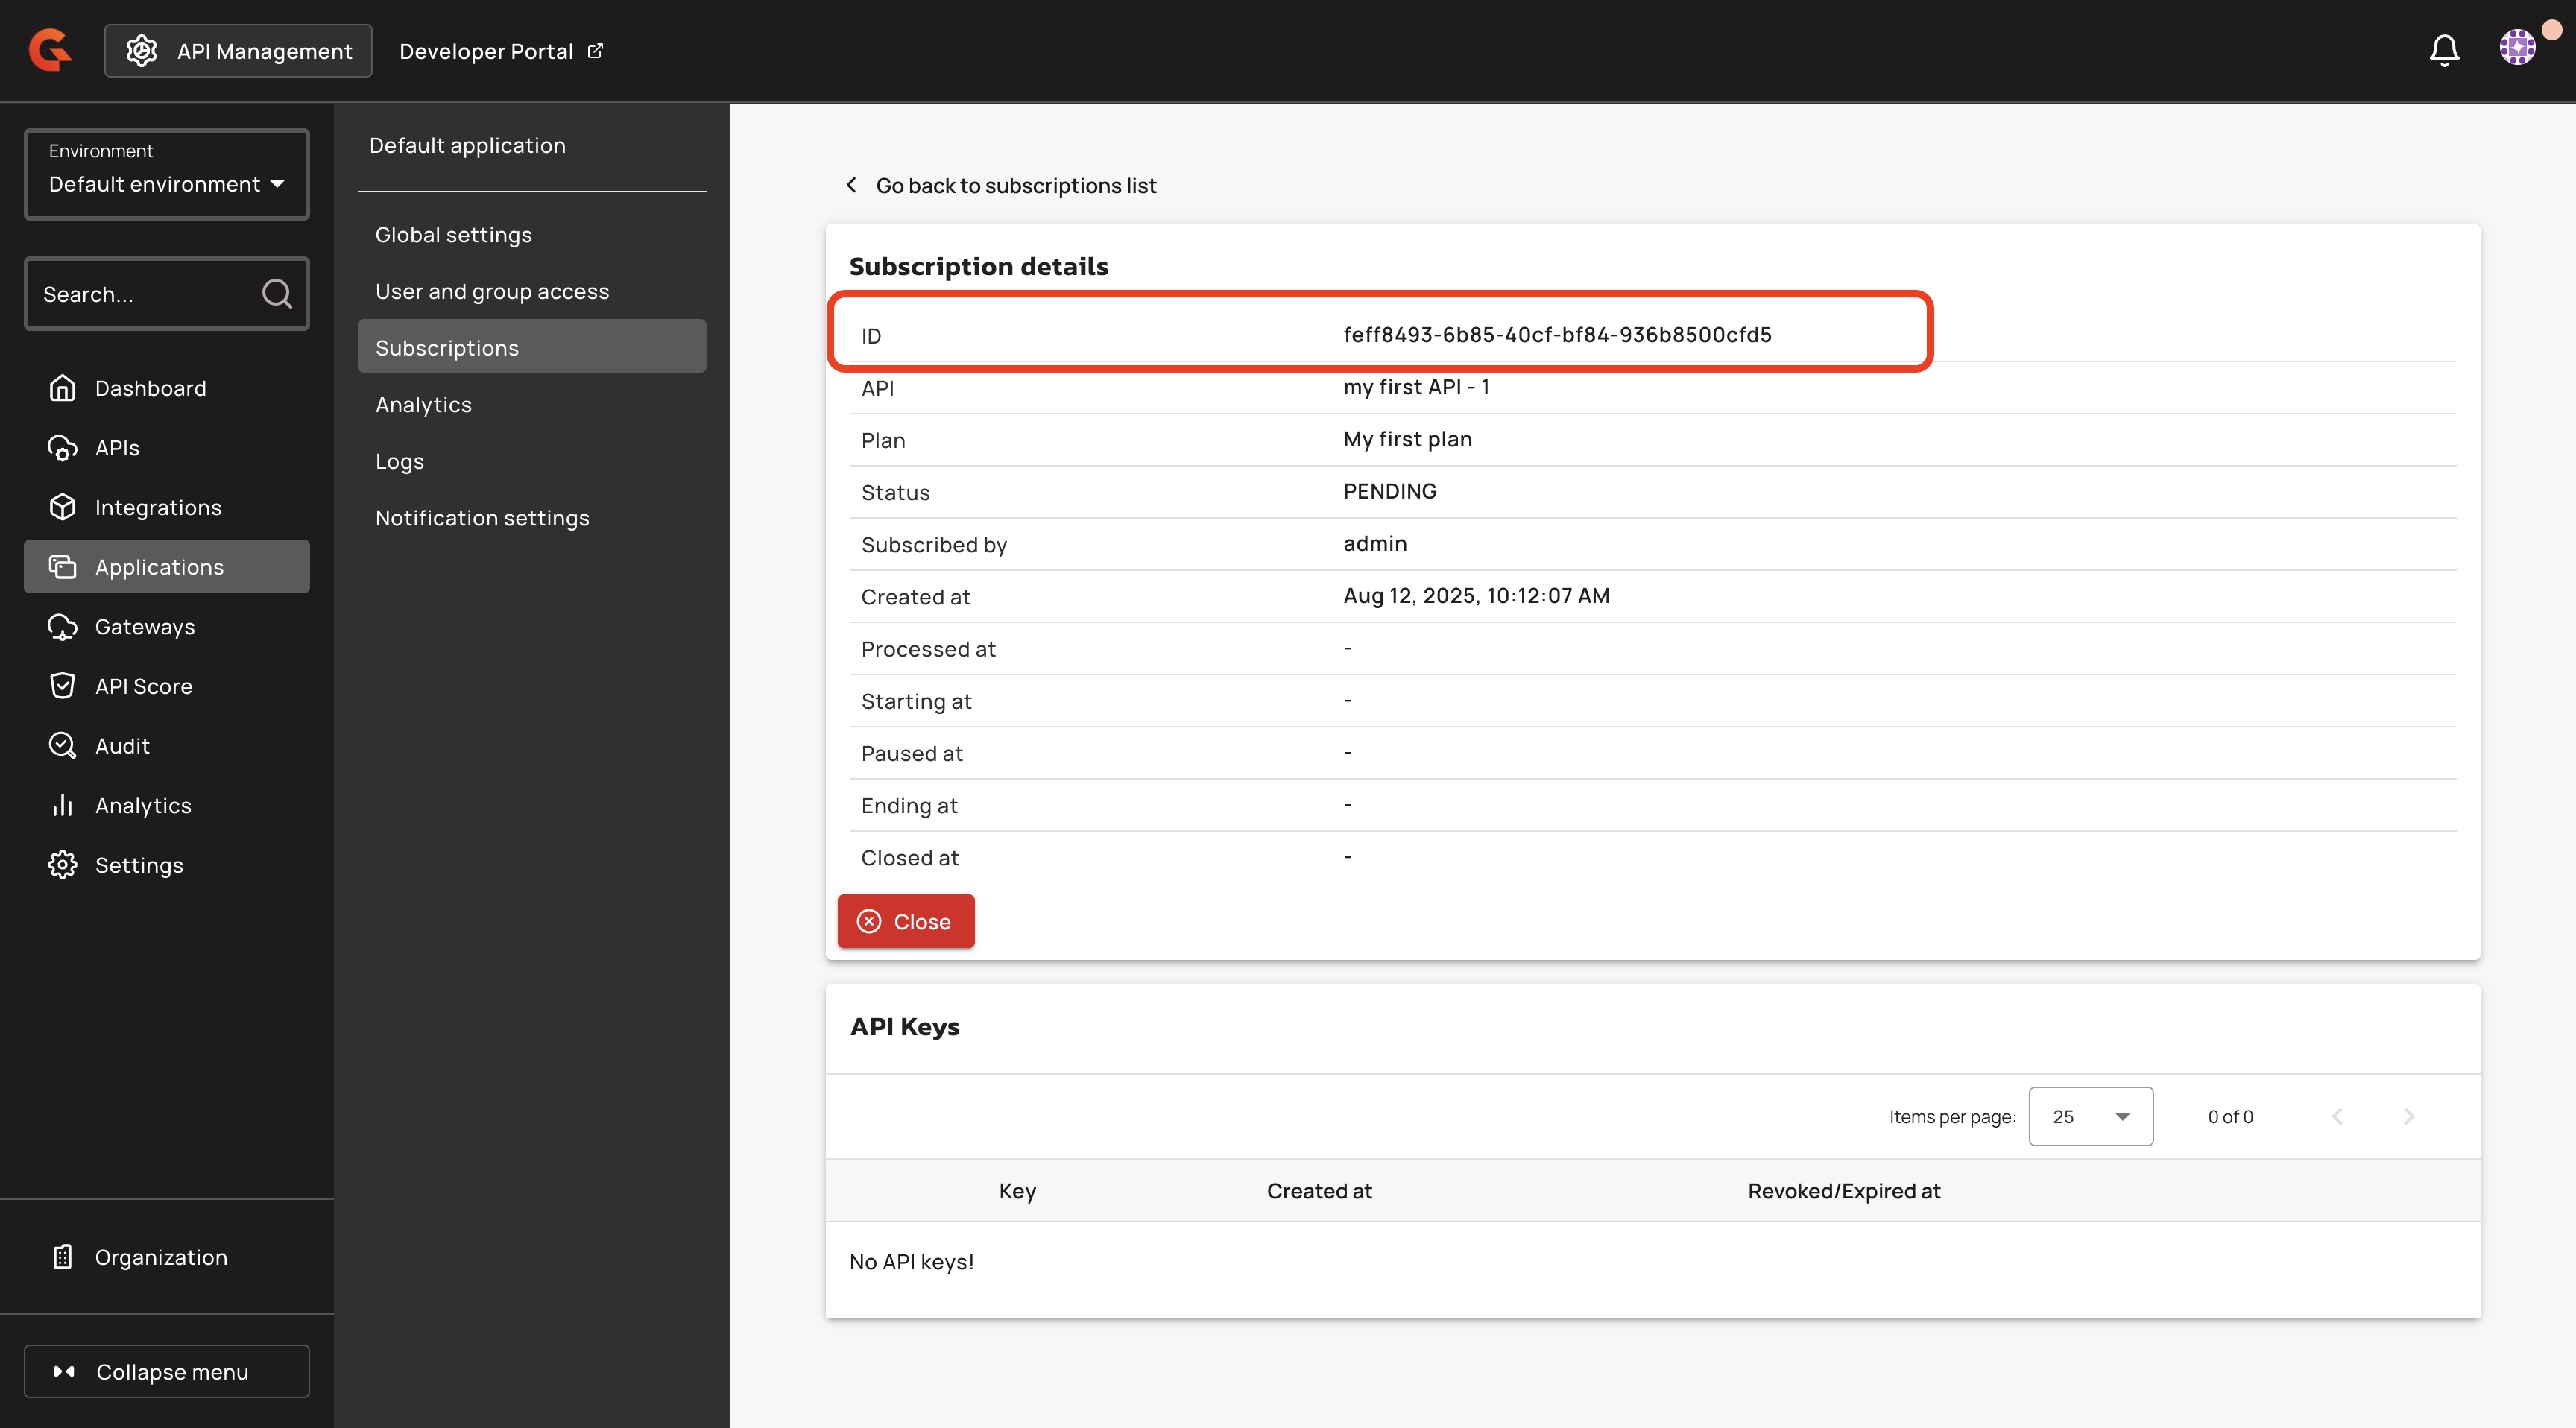 API Management
Developer Portal
Environment
Default environment
Search...
Dashboard
APIs
Integrations
Applications
Gateways
API Score
Audit
Analytics
Settings
Organization
Collapse menu
Default application
Global settings
User and group access
Subscriptions
Analytics
Logs
Notification settings
Go back to subscriptions list
Subscription details
ID feff8493-6b85-40cf-bf84-936b8500cfd5
API my first API - 1
Plan My first plan
Status PENDING
Subscribed by admin
Created at Aug 12, 2025, 10:12:07 AM
Processed at -
Starting at -
Paused at -
Ending at -
Closed at -
Close
API Keys
Items per page: 25 0 of 0
Key Created at Revoked/Expired at
No API keys!